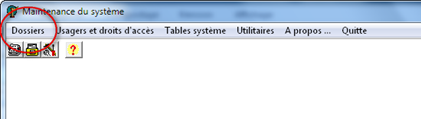 Maintenance du système
Dossiers Usagers et droits d'accès Tables système Utilitaires A propos ... Quitte
?